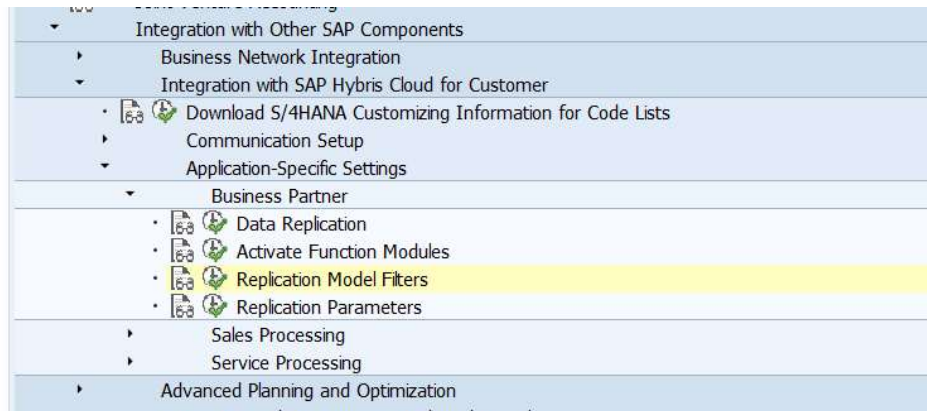 Integration with Other SAP Components
Business Network Integration
Integration with SAP Hybris Cloud for Customer
Download S/4HANA Customizing Information for Code Lists
Communication Setup
Application-Specific Settings
Business Partner
Data Replication
Activate Function Modules
Replication Model Filters
Replication Parameters
Sales Processing
Service Processing
Advanced Planning and Optimization